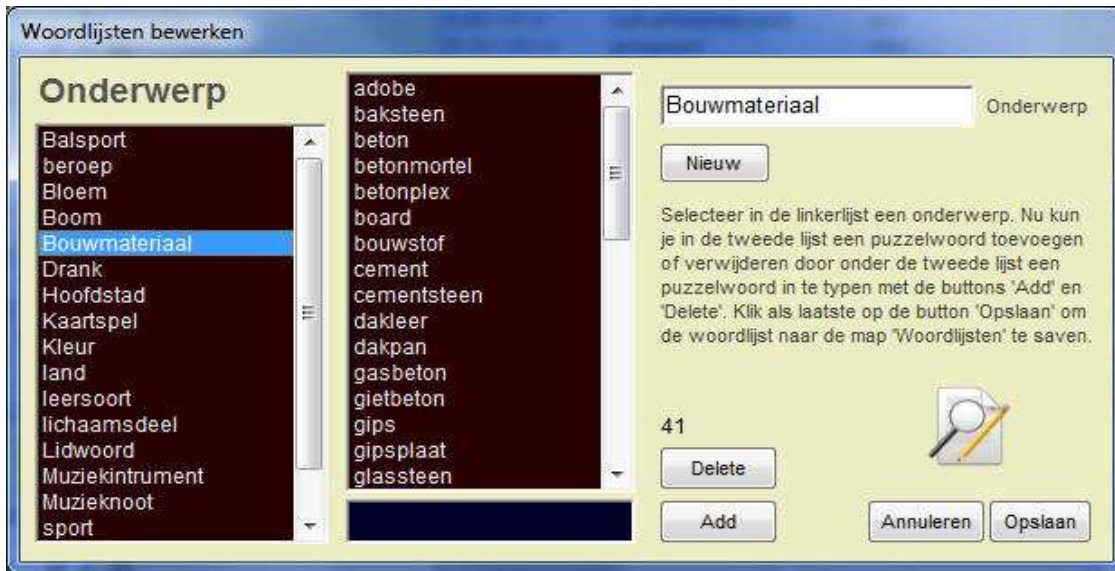 Woordlijsten bewerken
Onderwerp
Balsport
beroep
Bloem
Boom
Bouwmateriaal
Drank
Hoofdstad
Kaartspel
Kleur
land
leersoort
lichaamsdeel
Lidwoord
Muziekintrument
Muzieknoot
sport
adobe
baksteen
beton
betonmortel
betonplex
board
bouwstof
cement
cementsteen
dakleer
dakpan
gasbeton
gietbeton
gips
gipsplaat
glassteen
Bouwmateriaal Onderwerp
Nieuw
Selecteer in de linkerlijst een onderwerp. Nu kun
je in de tweede lijst een puzzelwoord toevoegen
of verwijderen door onder de tweede lijst een
puzzelwoord in te typen met de buttons 'Add' en
'Delete'. Klik als laatste op de button 'Opslaan' om
de woordlijst naar de map 'Woordlijsten' te saven.
41
Delete
Add
Annuleren Opslaan